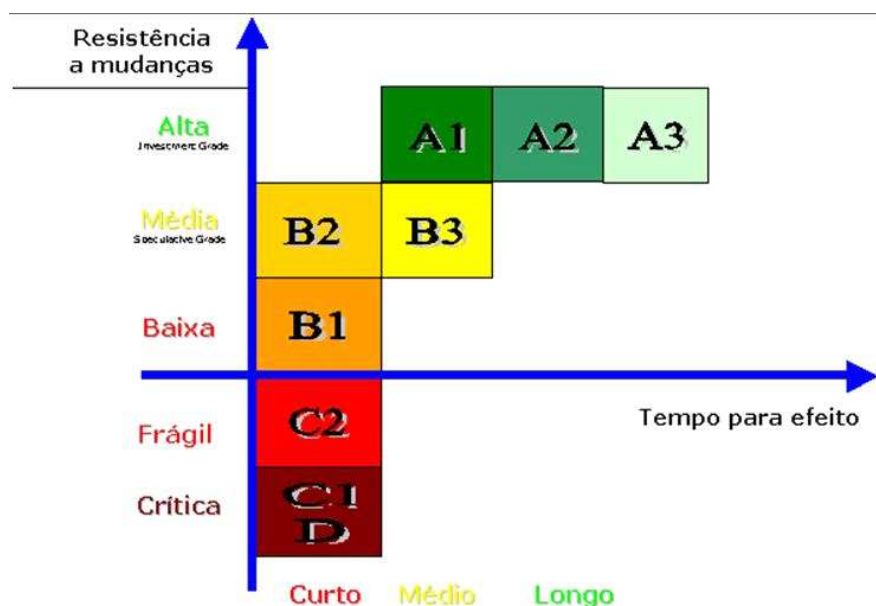 Resistência
a mudanças
Alta
Investment Grade
A1 A2 A3
Média
Speculative Grade
B2 B3
Baixa
B1
Tempo para efeito
Frágil
C2
Crítica
C1
D
Curto Médio Longo